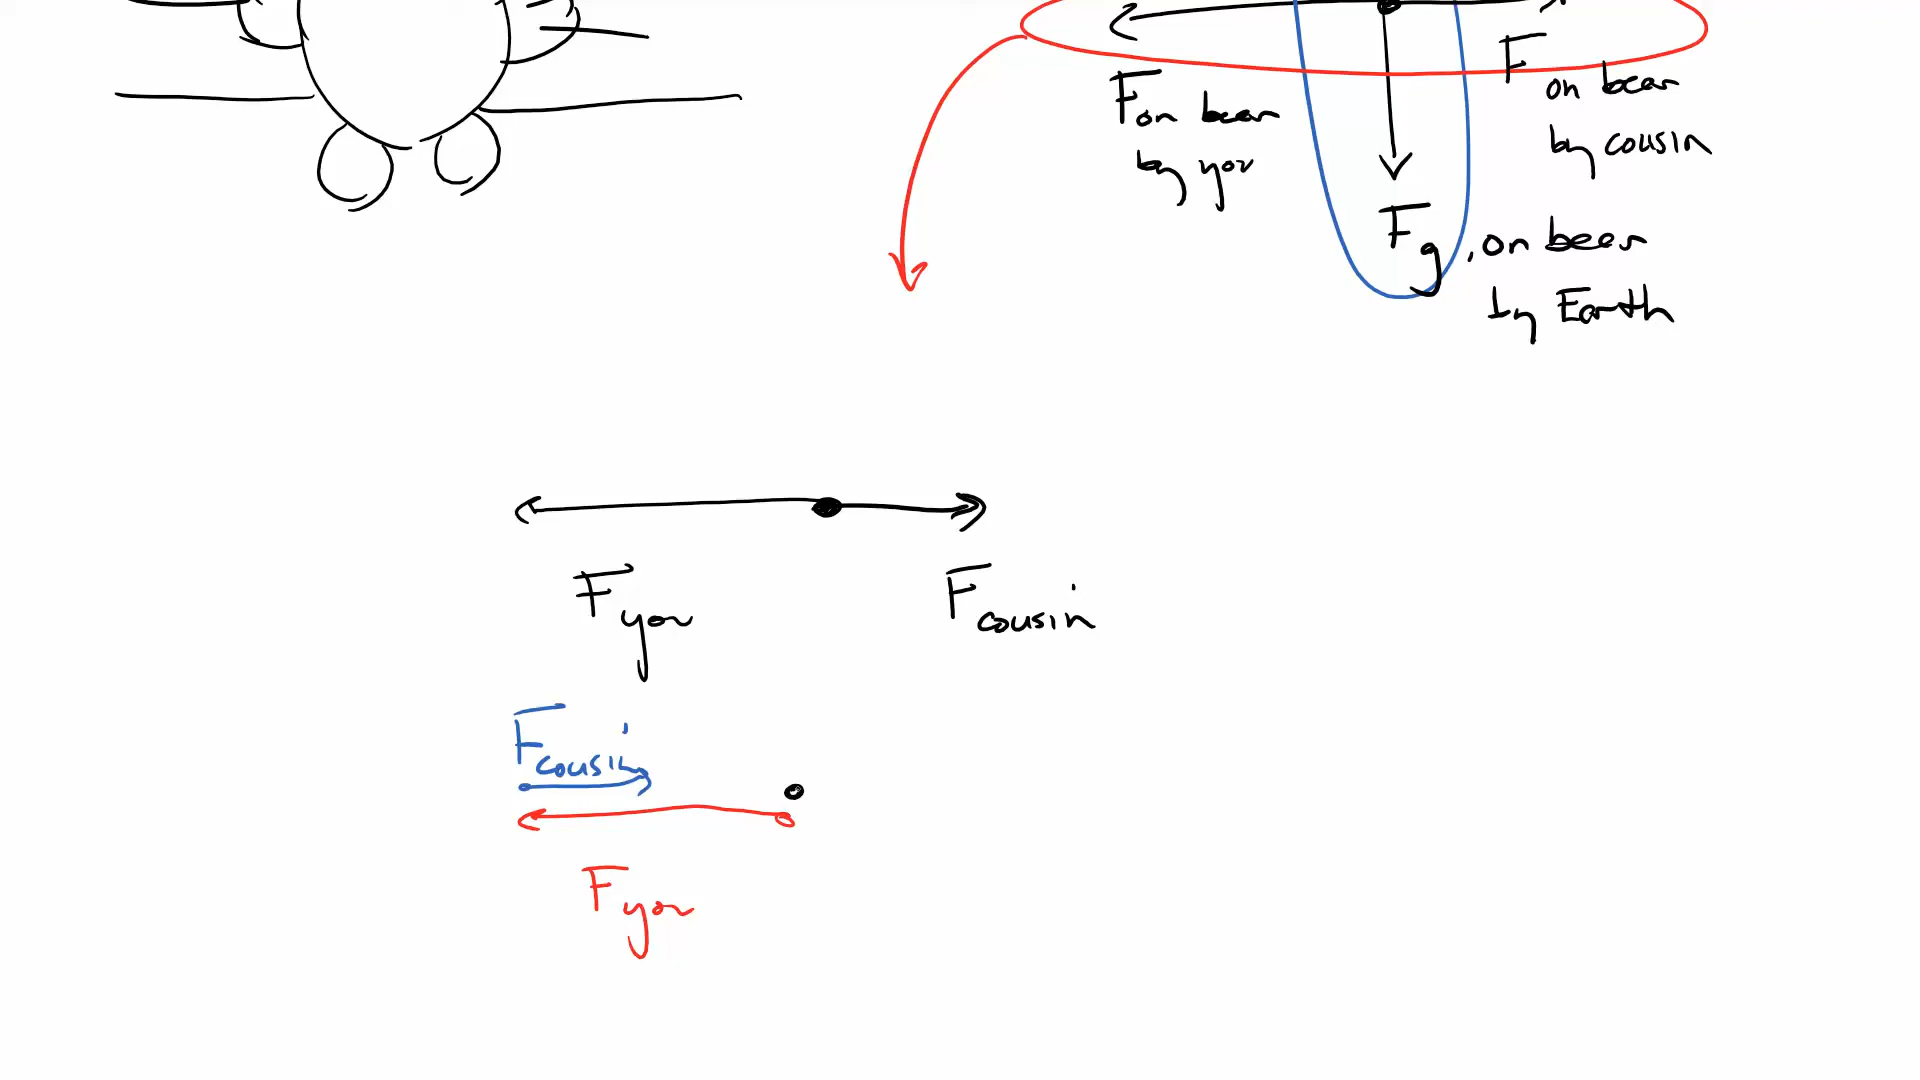 F on bear
by you
F on bear
by cousin
Fg, on bear
by Earth
F you
F cousin
F cousin
F you